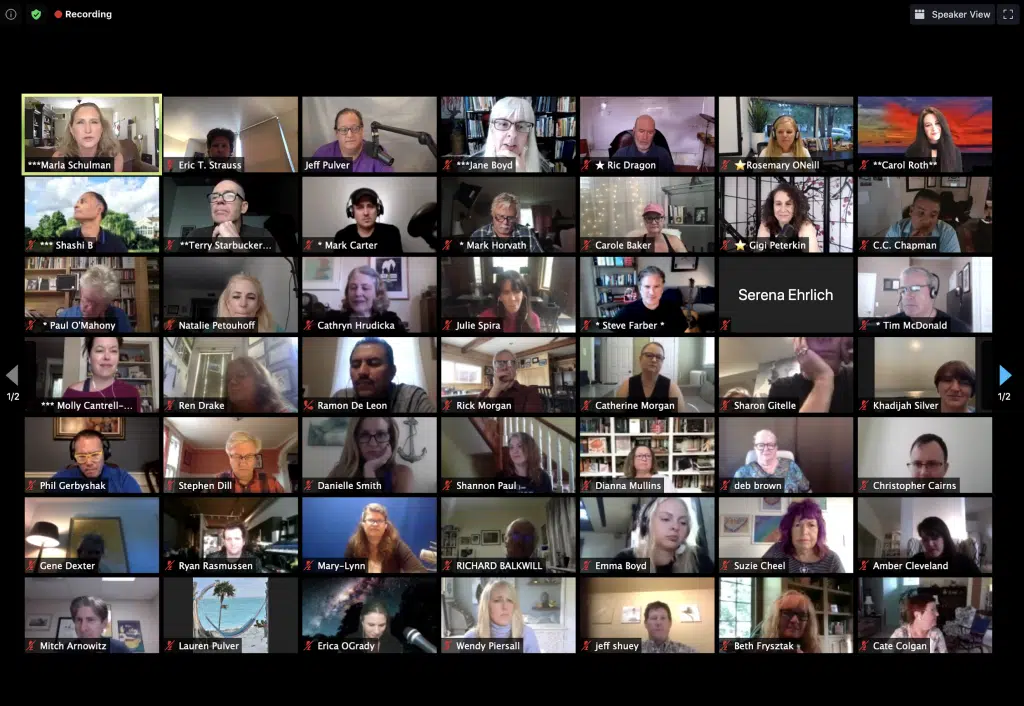 Recording
Speaker View
***Marla Schulman
Eric T. Strauss
Jeff Pulver
***Jane Boyd
★ Ric Dragon
⭐Rosemary ONeill
**Carol Roth**
*** Shashi B
**Terry Starbucker...
* Mark Carter
* Mark Horvath
Carole Baker
⭐ Gigi Peterkin
C.C. Chapman
* Paul O'Mahony
Natalie Petouhoff
Cathryn Hrudicka
Julie Spira
* Steve Farber *
Serena Ehrlich
* Tim McDonald
1/2
*** Molly Cantrell-...
Ren Drake
Ramon De Leon
Rick Morgan
Catherine Morgan
Sharon Gitelle
Khadijah Silver
1/2
Phil Gerbyshak
Stephen Dill
Danielle Smith
Shannon Paul
Dianna Mullins
deb brown
Christopher Cairns
Gene Dexter
Ryan Rasmussen
Mary-Lynn
RICHARD BALKWILL
Emma Boyd
Suzie Cheel
Amber Cleveland
Mitch Arnowitz
Lauren Pulver
Erica OGrady
Wendy Piersall
jeff shuey
Beth Frysztak
Cate Colgan